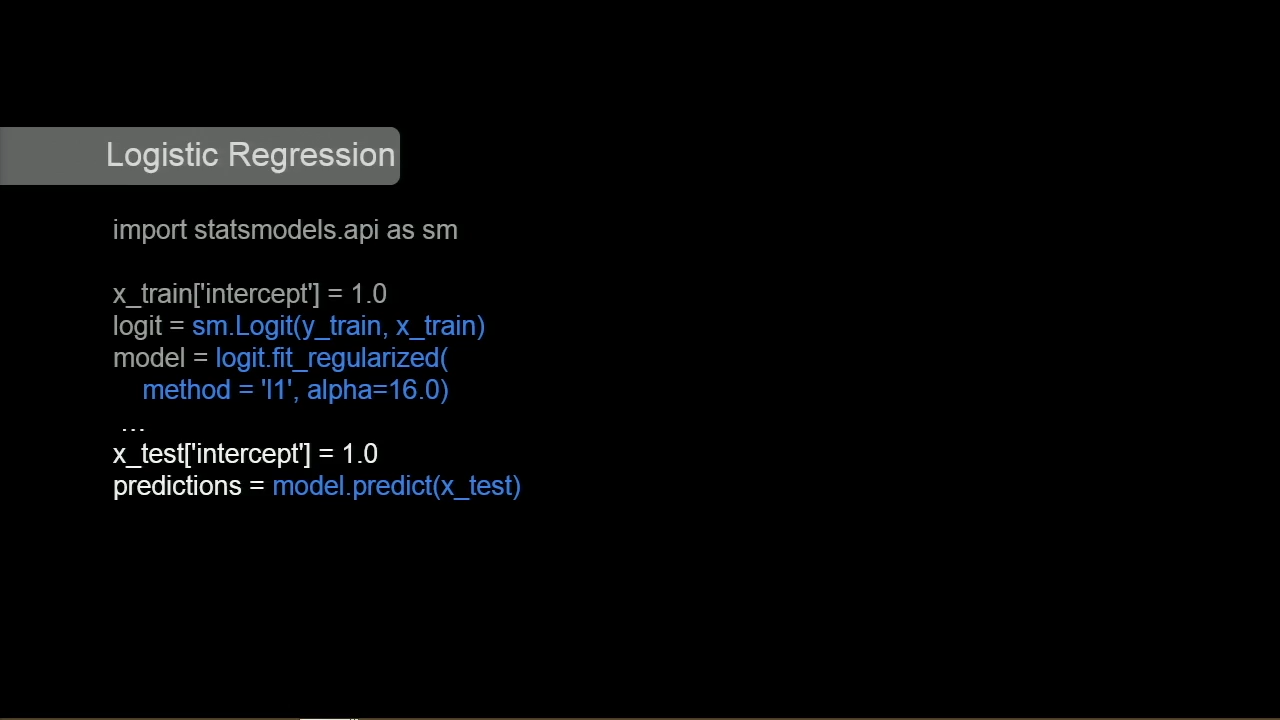 Logistic Regression
import statsmodels.api as sm
x_train['intercept'] = 1.0
logit = sm.Logit(y_train, x_train)
model = logit.fit_regularized(
method = 'l1', alpha=16.0)
...
x_test['intercept'] = 1.0
predictions = model.predict(x_test)